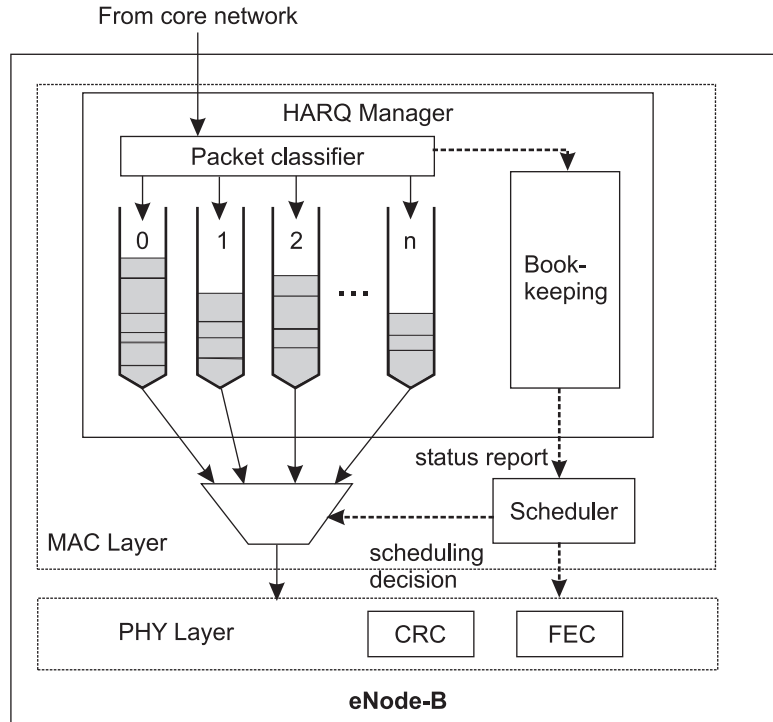 From core network
HARQ Manager
Packet classifier
0
1
2
n
...
Book-
keeping
status report
Scheduler
MAC Layer
scheduling
decision
PHY Layer
CRC
FEC
eNode-B